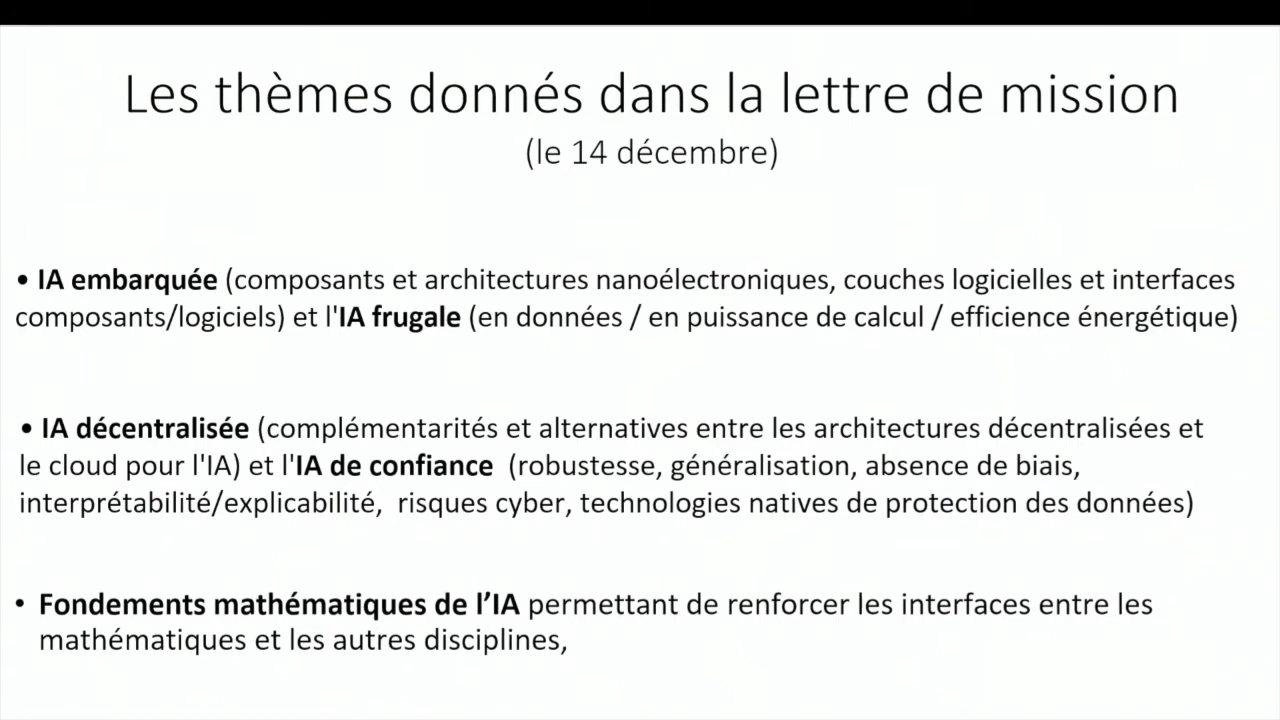 Les thèmes donnés dans la lettre de mission
(le 14 décembre)
• IA embarquée (composants et architectures nanoélectroniques, couches logicielles et interfaces
composants/logiciels) et l'IA frugale (en données / en puissance de calcul / efficience énergétique)
• IA décentralisée (complémentarités et alternatives entre les architectures décentralisées et
le cloud pour l'IA) et l'IA de confiance  (robustesse, généralisation, absence de biais,
interprétabilité/explicabilité,  risques cyber, technologies natives de protection des données)
• Fondements mathématiques de l’IA permettant de renforcer les interfaces entre les
mathématiques et les autres disciplines,